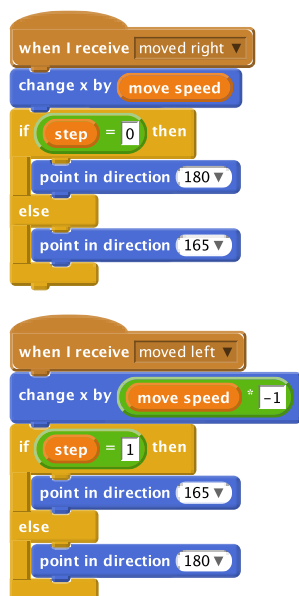 when I receive moved right
change x by move speed
if step = 0 then
point in direction 180
else
point in direction 165
when I receive moved left
change x by move speed * -1
if step = 1 then
point in direction 165
else
point in direction 180